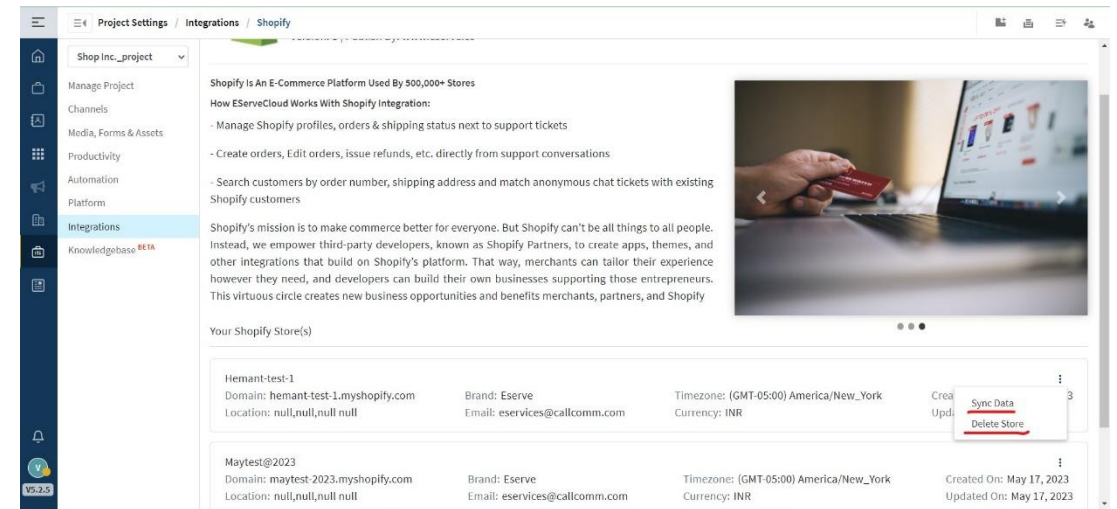 Project Settings / Integrations / Shopify
Shop Inc._project
Manage Project
Channels
Media, Forms & Assets
Productivity
Automation
Platform
Integrations
Knowledgebase BETA
V
V5.2.5
Shopify Is An E-Commerce Platform Used By 500,000+ Stores
How EServeCloud Works With Shopify Integration:
- Manage Shopify profiles, orders & shipping status next to support tickets
- Create orders, Edit orders, issue refunds, etc. directly from support conversations
- Search customers by order number, shipping address and match anonymous chat tickets with existing
Shopify customers
Shopify's mission is to make commerce better for everyone. But Shopify can't be all things to all people.
Instead, we empower third-party developers, known as Shopify Partners, to create apps, themes, and
other integrations that build on Shopify's platform. That way, merchants can tailor their experience
however they need, and developers can build their own businesses supporting those entrepreneurs.
This virtuous circle creates new business opportunities and benefits merchants, partners, and Shopify
Your Shopify Store(s)
Hemant-test-1
Domain: hemant-test-1.myshopify.com Brand: Eserve Timezone: (GMT-05:00) America/New_York Crea 3
Location: null,null,null null Email: eservices@callcomm.com Currency: INR Upd
Sync Data
Delete Store
Maytest@2023
Domain: maytest-2023.myshopify.com Brand: Eserve Timezone: (GMT-05:00) America/New_York Created On: May 17, 2023
Location: null,null,null null Email: eservices@callcomm.com Currency: INR Updated On: May 17, 2023